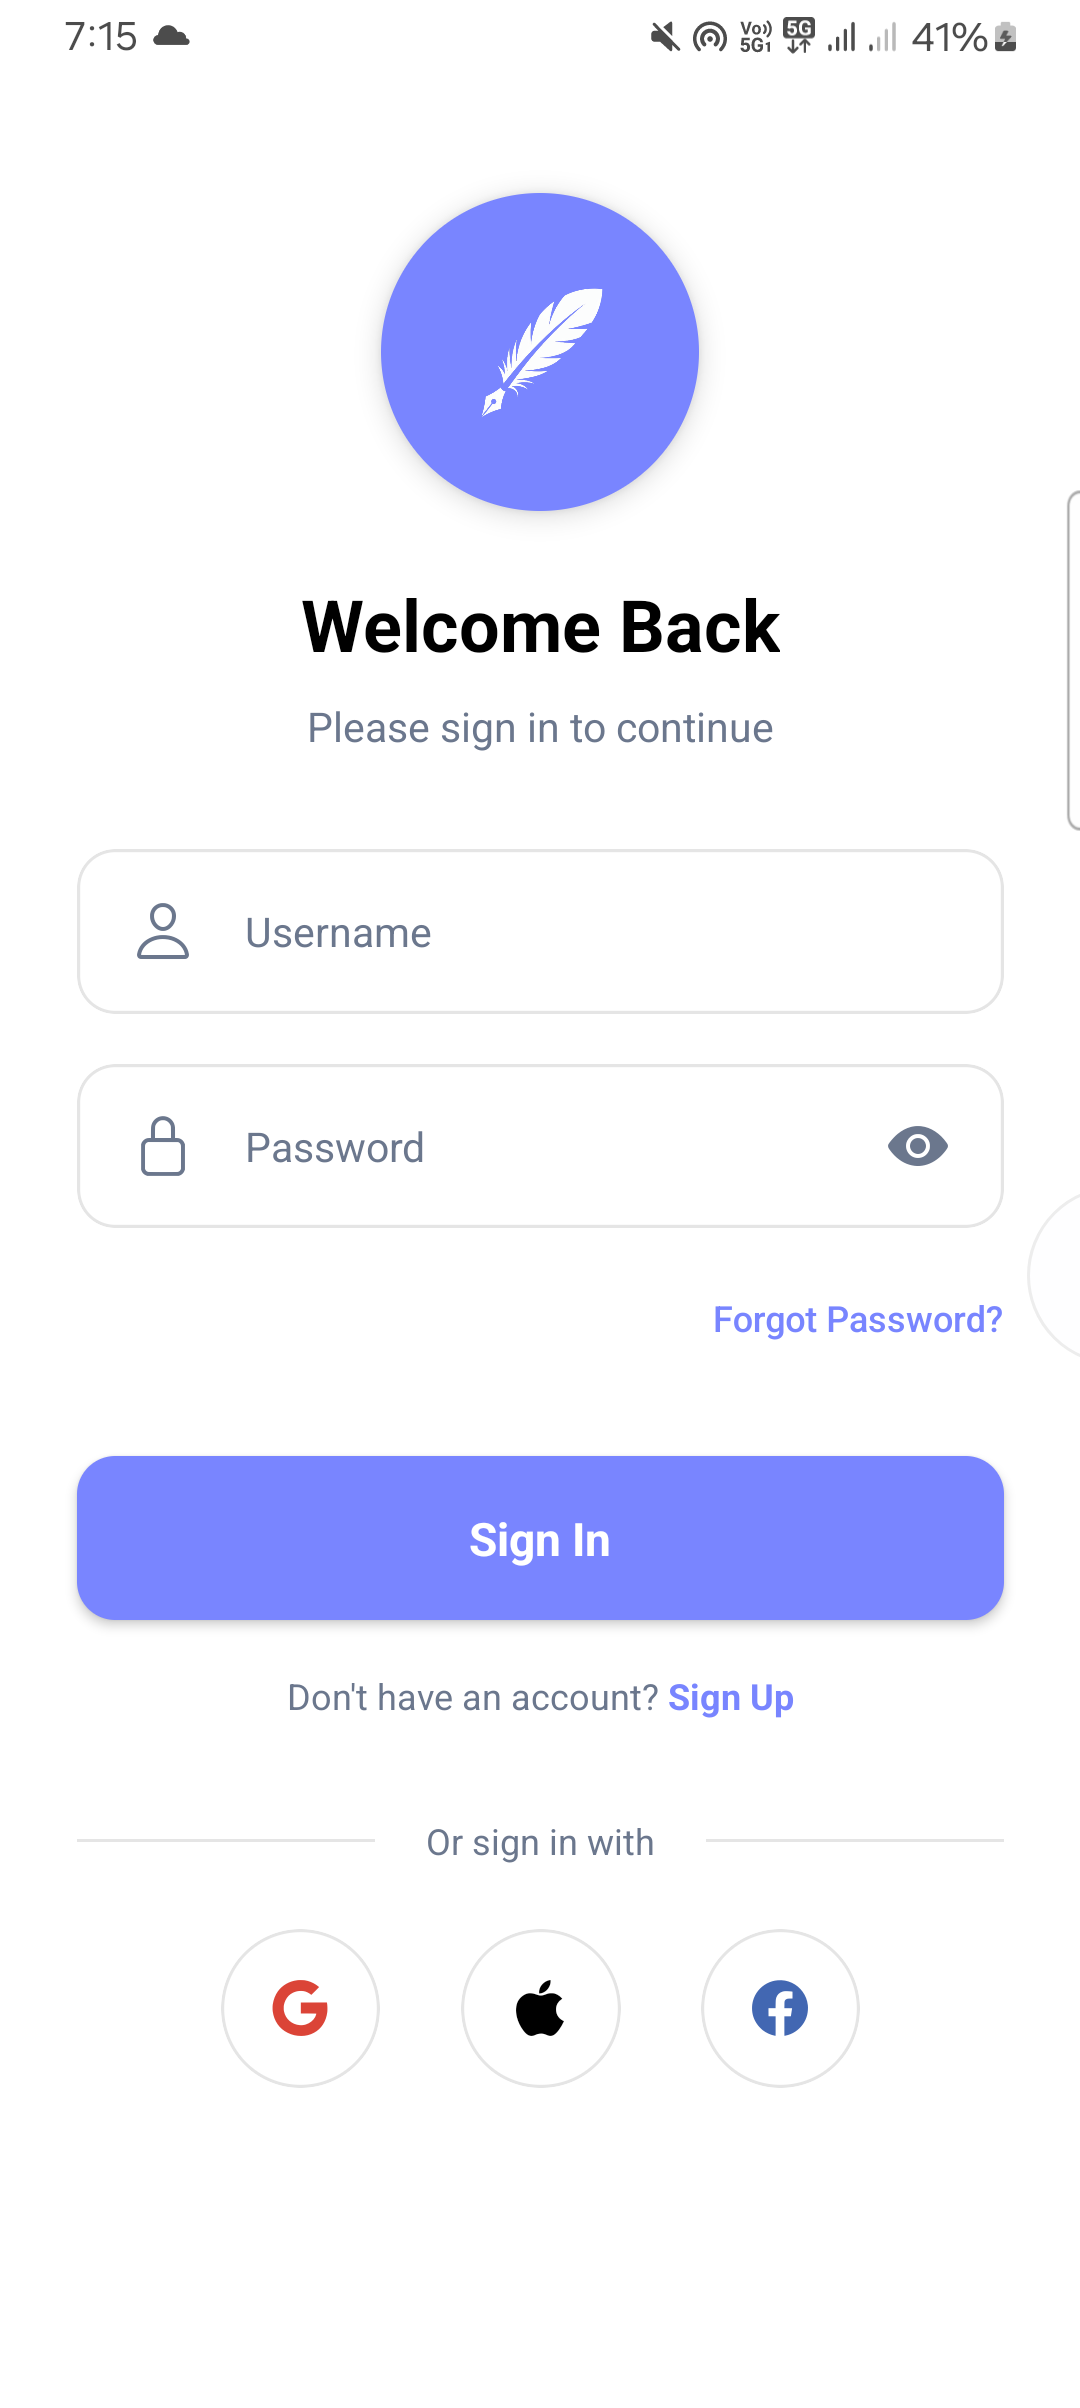 7:15
Vo)) 5G1 5G 41%
Welcome Back
Please sign in to continue
Username
Password
Forgot Password?
Sign In
Don't have an account? Sign Up
Or sign in with